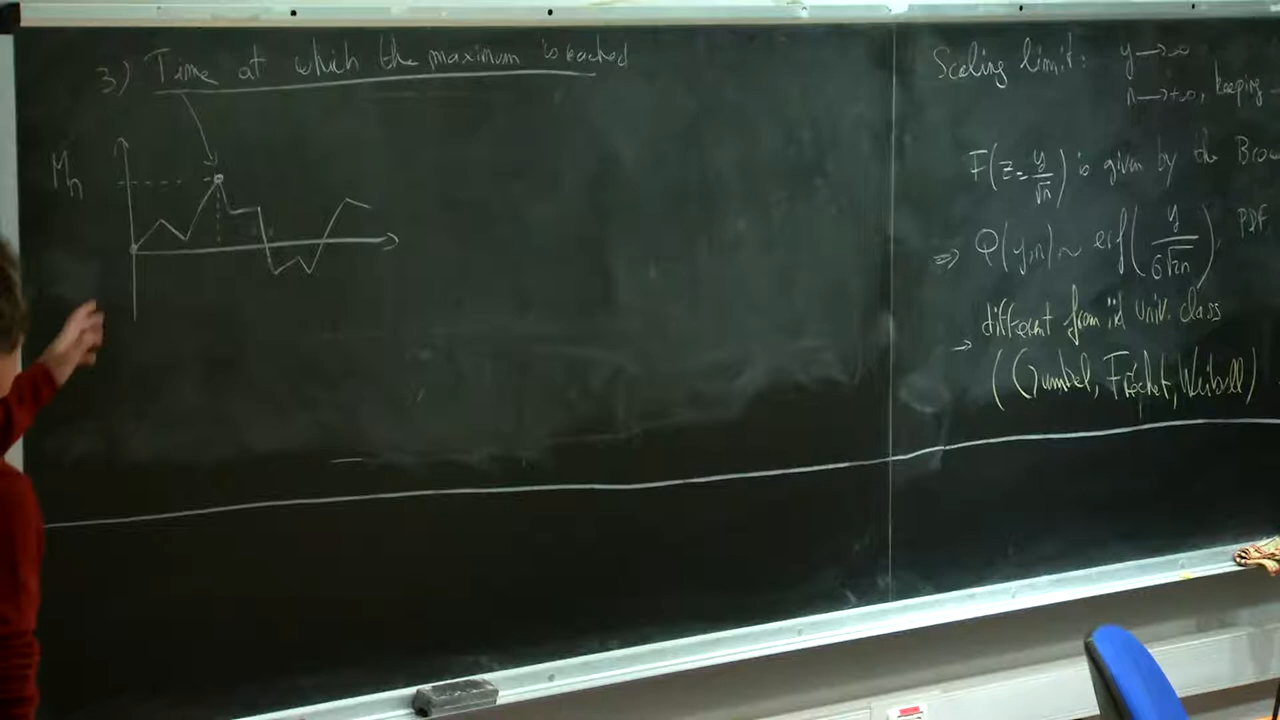 3) Time at which the maximum is reached
Mn
Scaling limit: y→∞
n→+∞, keeping
F(z=y/√n) is given by the Brow
⇒ Q(y,n) ~ erf(y/σ√2n), PDF
→ different from iid univ. class
(Gumbel, Fréchet, Weibull)